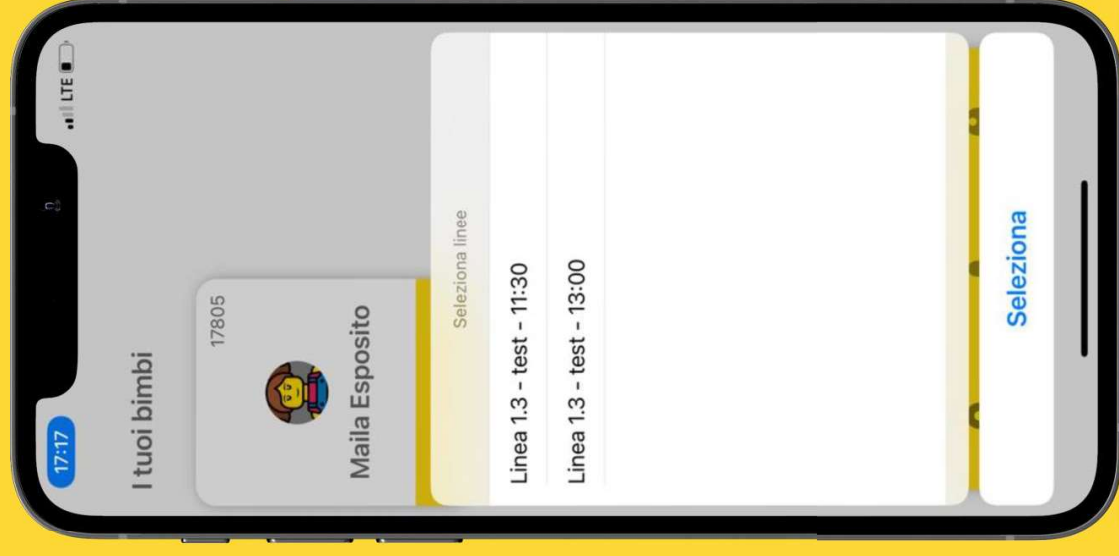 17:17
LTE
I tuoi bimbi
17805
Maila Esposito
Seleziona linee
Linea 1.3 - test - 11:30
Linea 1.3 - test - 13:00
Seleziona